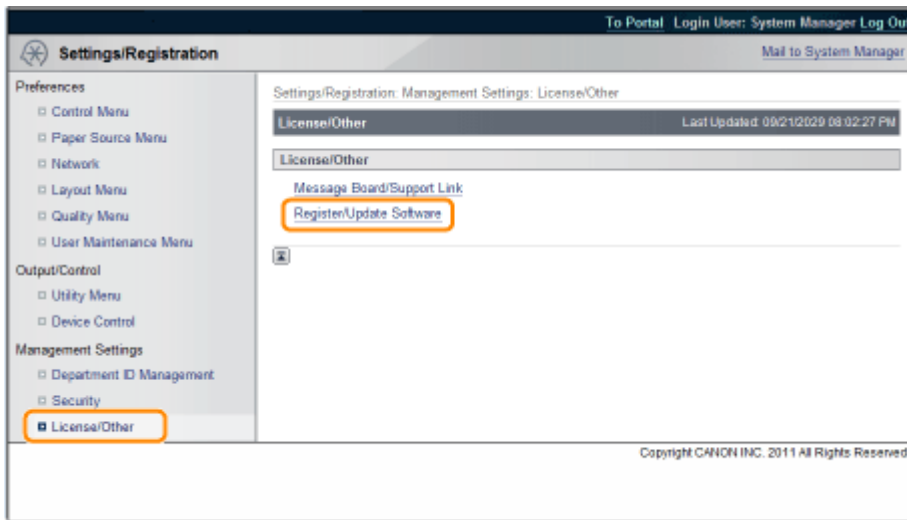 To Portal Login User: System Manager Log Ou
Settings/Registration
Mail to System Manager
Preferences
Control Menu
Paper Source Menu
Network
Layout Menu
Quality Menu
User Maintenance Menu
Output/Control
Utility Menu
Device Control
Management Settings
Department ID Management
Security
License/Other
Settings/Registration: Management Settings: License/Other
License/Other Last Updated: 09/21/2029 08:02:27 PM
License/Other
Message Board/Support Link
Register/Update Software
Copyright CANON INC. 2011 All Rights Reserved